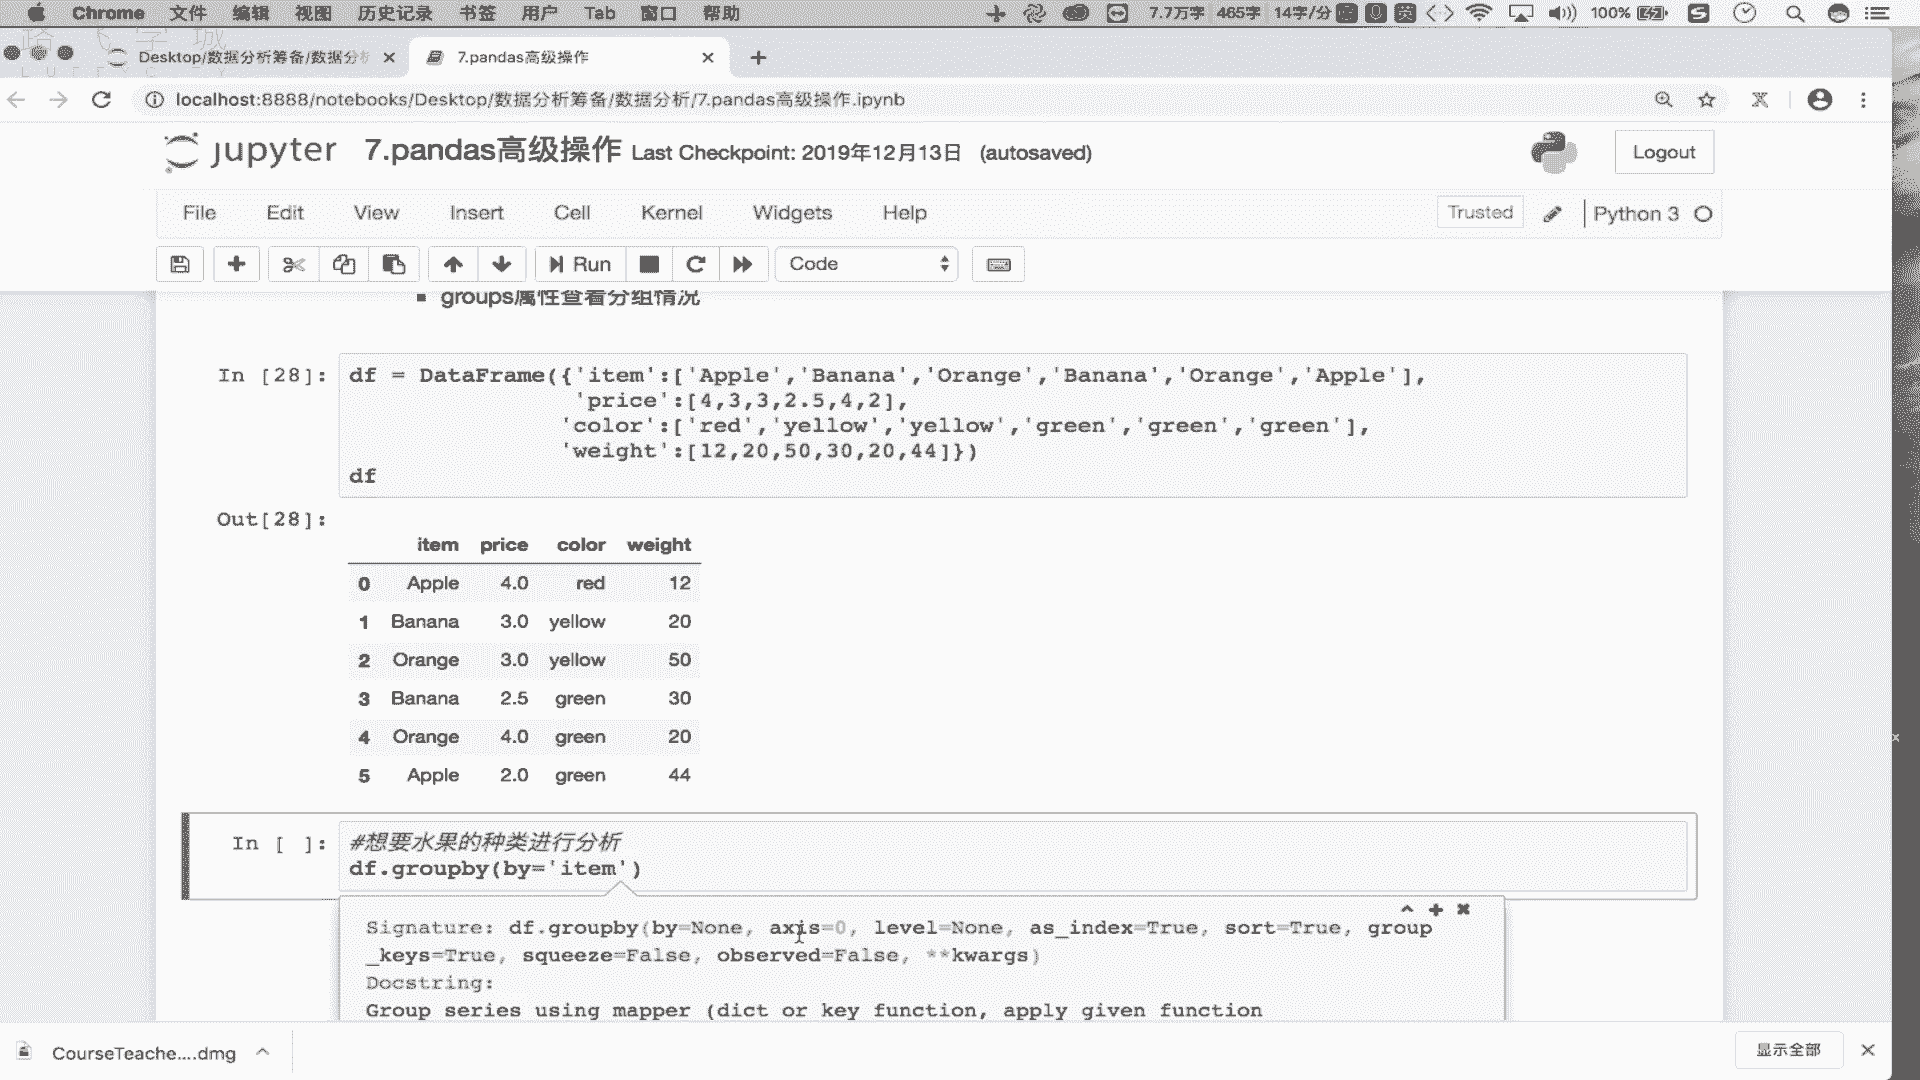 Chrome 文件 编辑 视图 历史记录 书签 用户 Tab 窗口 帮助 7.7万字 465字 14字/分 英 100%
Desktop/数据分析筹备/数据分 7.pandas高级操作
localhost:8888/notebooks/Desktop/数据分析筹备/数据分析/7.pandas高级操作.ipynb
jupyter 7.pandas高级操作 Last Checkpoint: 2019年12月13日 (autosaved) Logout
File Edit View Insert Cell Kernel Widgets Help Trusted Python 3
Run Code
groups属性查看分组情况
In [28]: df = DataFrame({'item':['Apple','Banana','Orange','Banana','Orange','Apple'],
'price':[4,3,3,2.5,4,2],
'color':['red','yellow','yellow','green','green','green'],
'weight':[12,20,50,30,20,44]})
df
Out[28]:
item price color weight
0 Apple 4.0 red 12
1 Banana 3.0 yellow 20
2 Orange 3.0 yellow 50
3 Banana 2.5 green 30
4 Orange 4.0 green 20
5 Apple 2.0 green 44
In [ ]: #想要水果的种类进行分析
df.groupby(by='item')
Signature: df.groupby(by=None, axis=0, level=None, as_index=True, sort=True, group
_keys=True, squeeze=False, observed=False, **kwargs)
Docstring:
Group series using mapper (dict or key function, apply given function
CourseTeache....dmg 显示全部